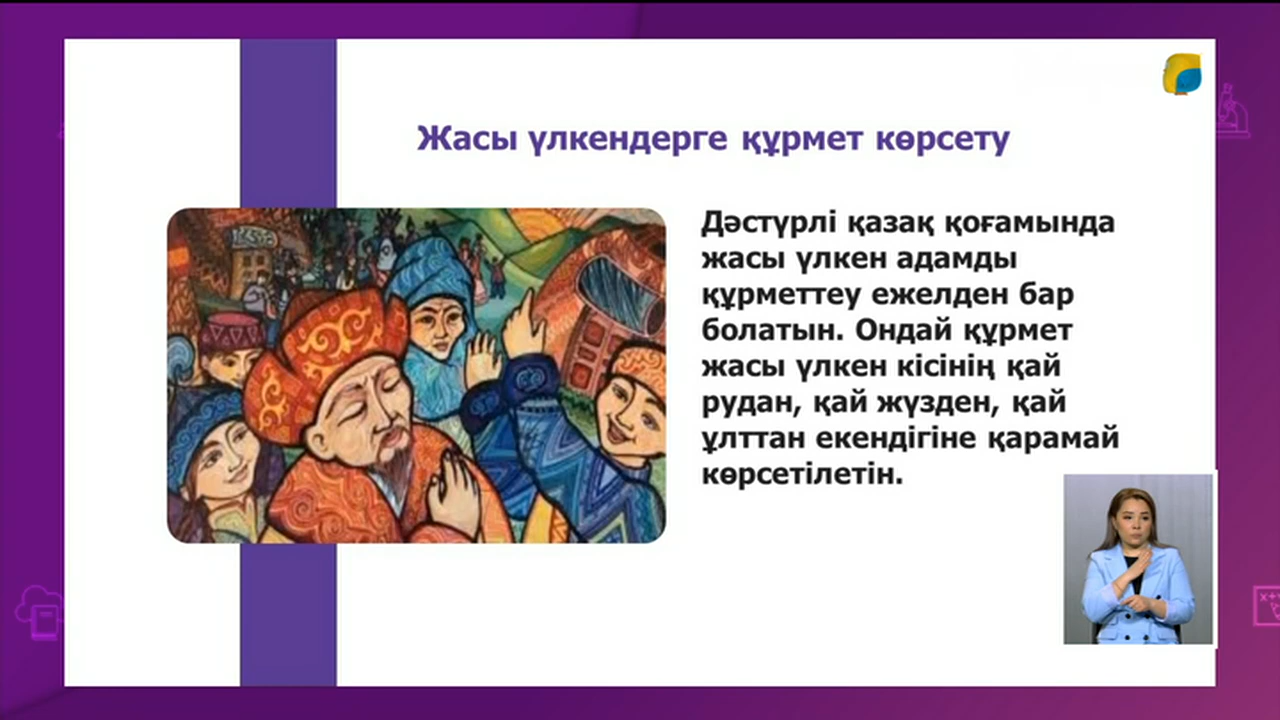 Жасы үлкендерге құрмет көрсету
Дәстүрлі қазақ қоғамында
жасы үлкен адамды
құрметтеу ежелден бар
болатын. Ондай құрмет
жасы үлкен кісінің қай
рудан, қай жүзден, қай
ұлттан екендігіне қарамай
көрсетілетін.